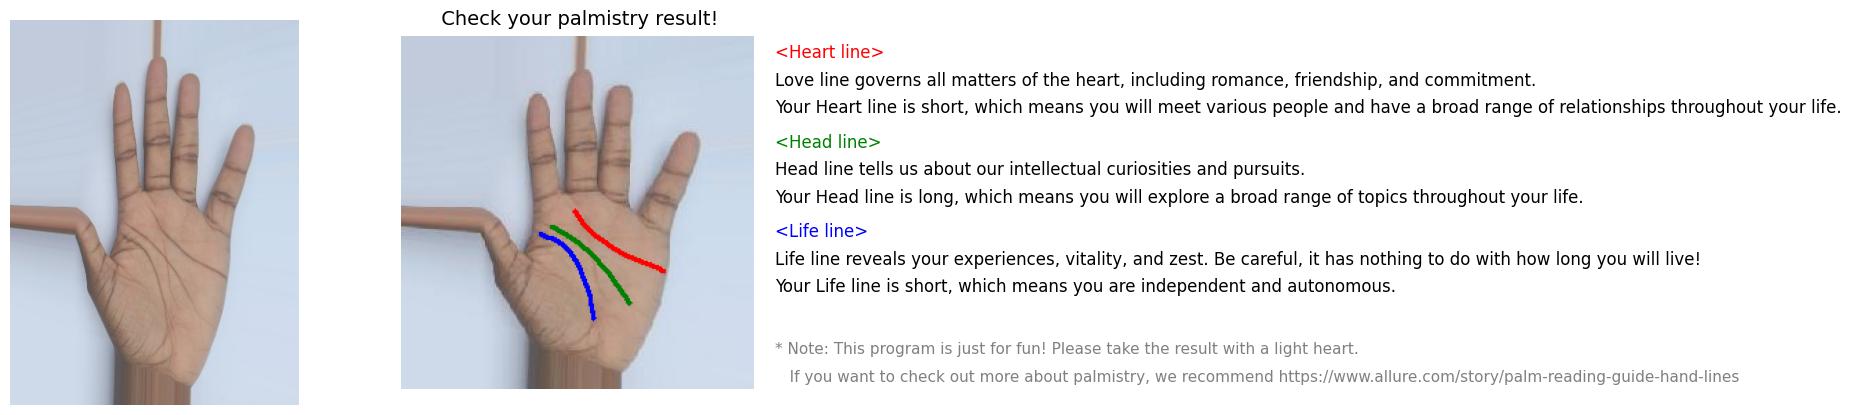 Check your palmistry result!
<Heart line>
Love line governs all matters of the heart, including romance, friendship, and commitment.
Your Heart line is short, which means you will meet various people and have a broad range of relationships throughout your life.
<Head line>
Head line tells us about our intellectual curiosities and pursuits.
Your Head line is long, which means you will explore a broad range of topics throughout your life.
<Life line>
Life line reveals your experiences, vitality, and zest. Be careful, it has nothing to do with how long you will live!
Your Life line is short, which means you are independent and autonomous.
* Note: This program is just for fun! Please take the result with a light heart.
If you want to check out more about palmistry, we recommend https://www.allure.com/story/palm-reading-guide-hand-lines